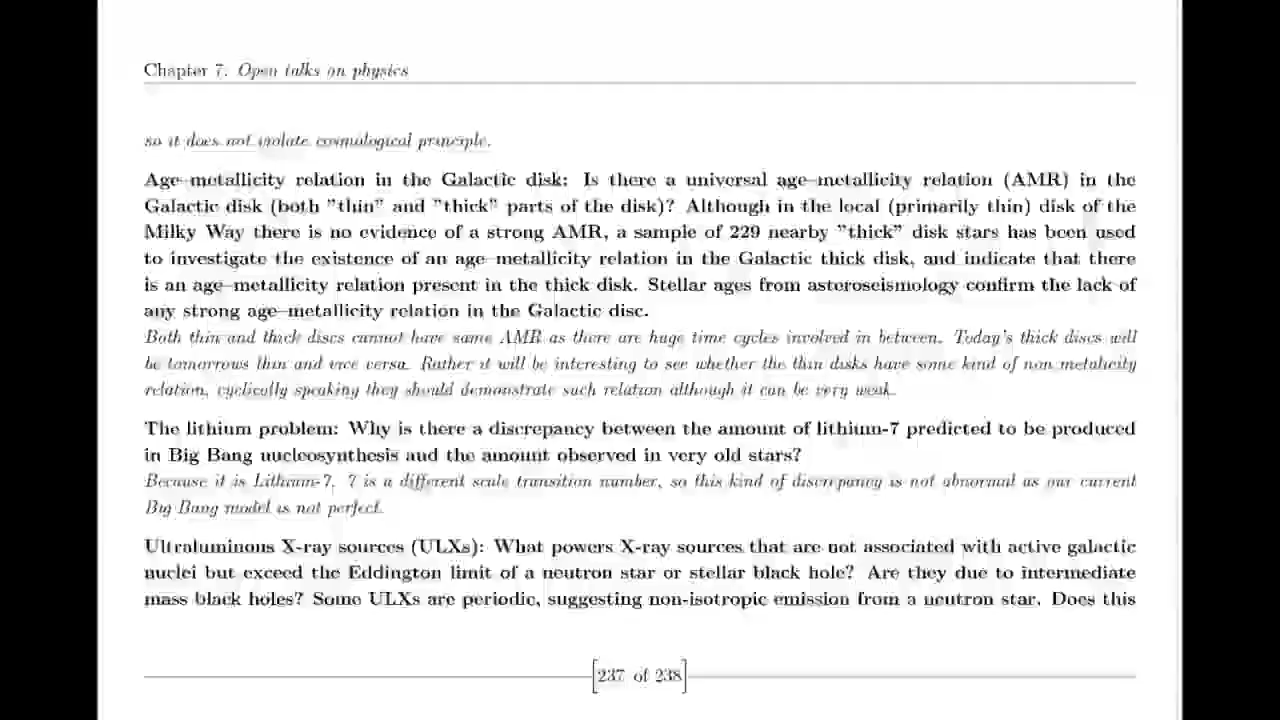 Chapter 7. Open talks on physics
so it does not violate cosmological principle.
Age–metallicity relation in the Galactic disk: Is there a universal age–metallicity relation (AMR) in the
Galactic disk (both "thin" and "thick" parts of the disk)? Although in the local (primarily thin) disk of the
Milky Way there is no evidence of a strong AMR, a sample of 229 nearby "thick" disk stars has been used
to investigate the existence of an age–metallicity relation in the Galactic thick disk, and indicate that there
is an age–metallicity relation present in the thick disk. Stellar ages from asteroseismology confirm the lack of
any strong age–metallicity relation in the Galactic disc.
Both thin and thick discs cannot have same AMR as there are huge time cycles involved in between. Today's thick discs will
be tomorrows thin and vice versa. Rather it will be interesting to see whether the thin disks have some kind of non metalicity
relation, cyclically speaking they should demonstrate such relation although it can be very weak.
The lithium problem: Why is there a discrepancy between the amount of lithium-7 predicted to be produced
in Big Bang nucleosynthesis and the amount observed in very old stars?
Because it is Lithium-7, 7 is a different scale transition number, so this kind of discrepancy is not abnormal as our current
Big Bang model is not perfect.
Ultraluminous X-ray sources (ULXs): What powers X-ray sources that are not associated with active galactic
nuclei but exceed the Eddington limit of a neutron star or stellar black hole? Are they due to intermediate
mass black holes? Some ULXs are periodic, suggesting non-isotropic emission from a neutron star. Does this
[237 of 238]